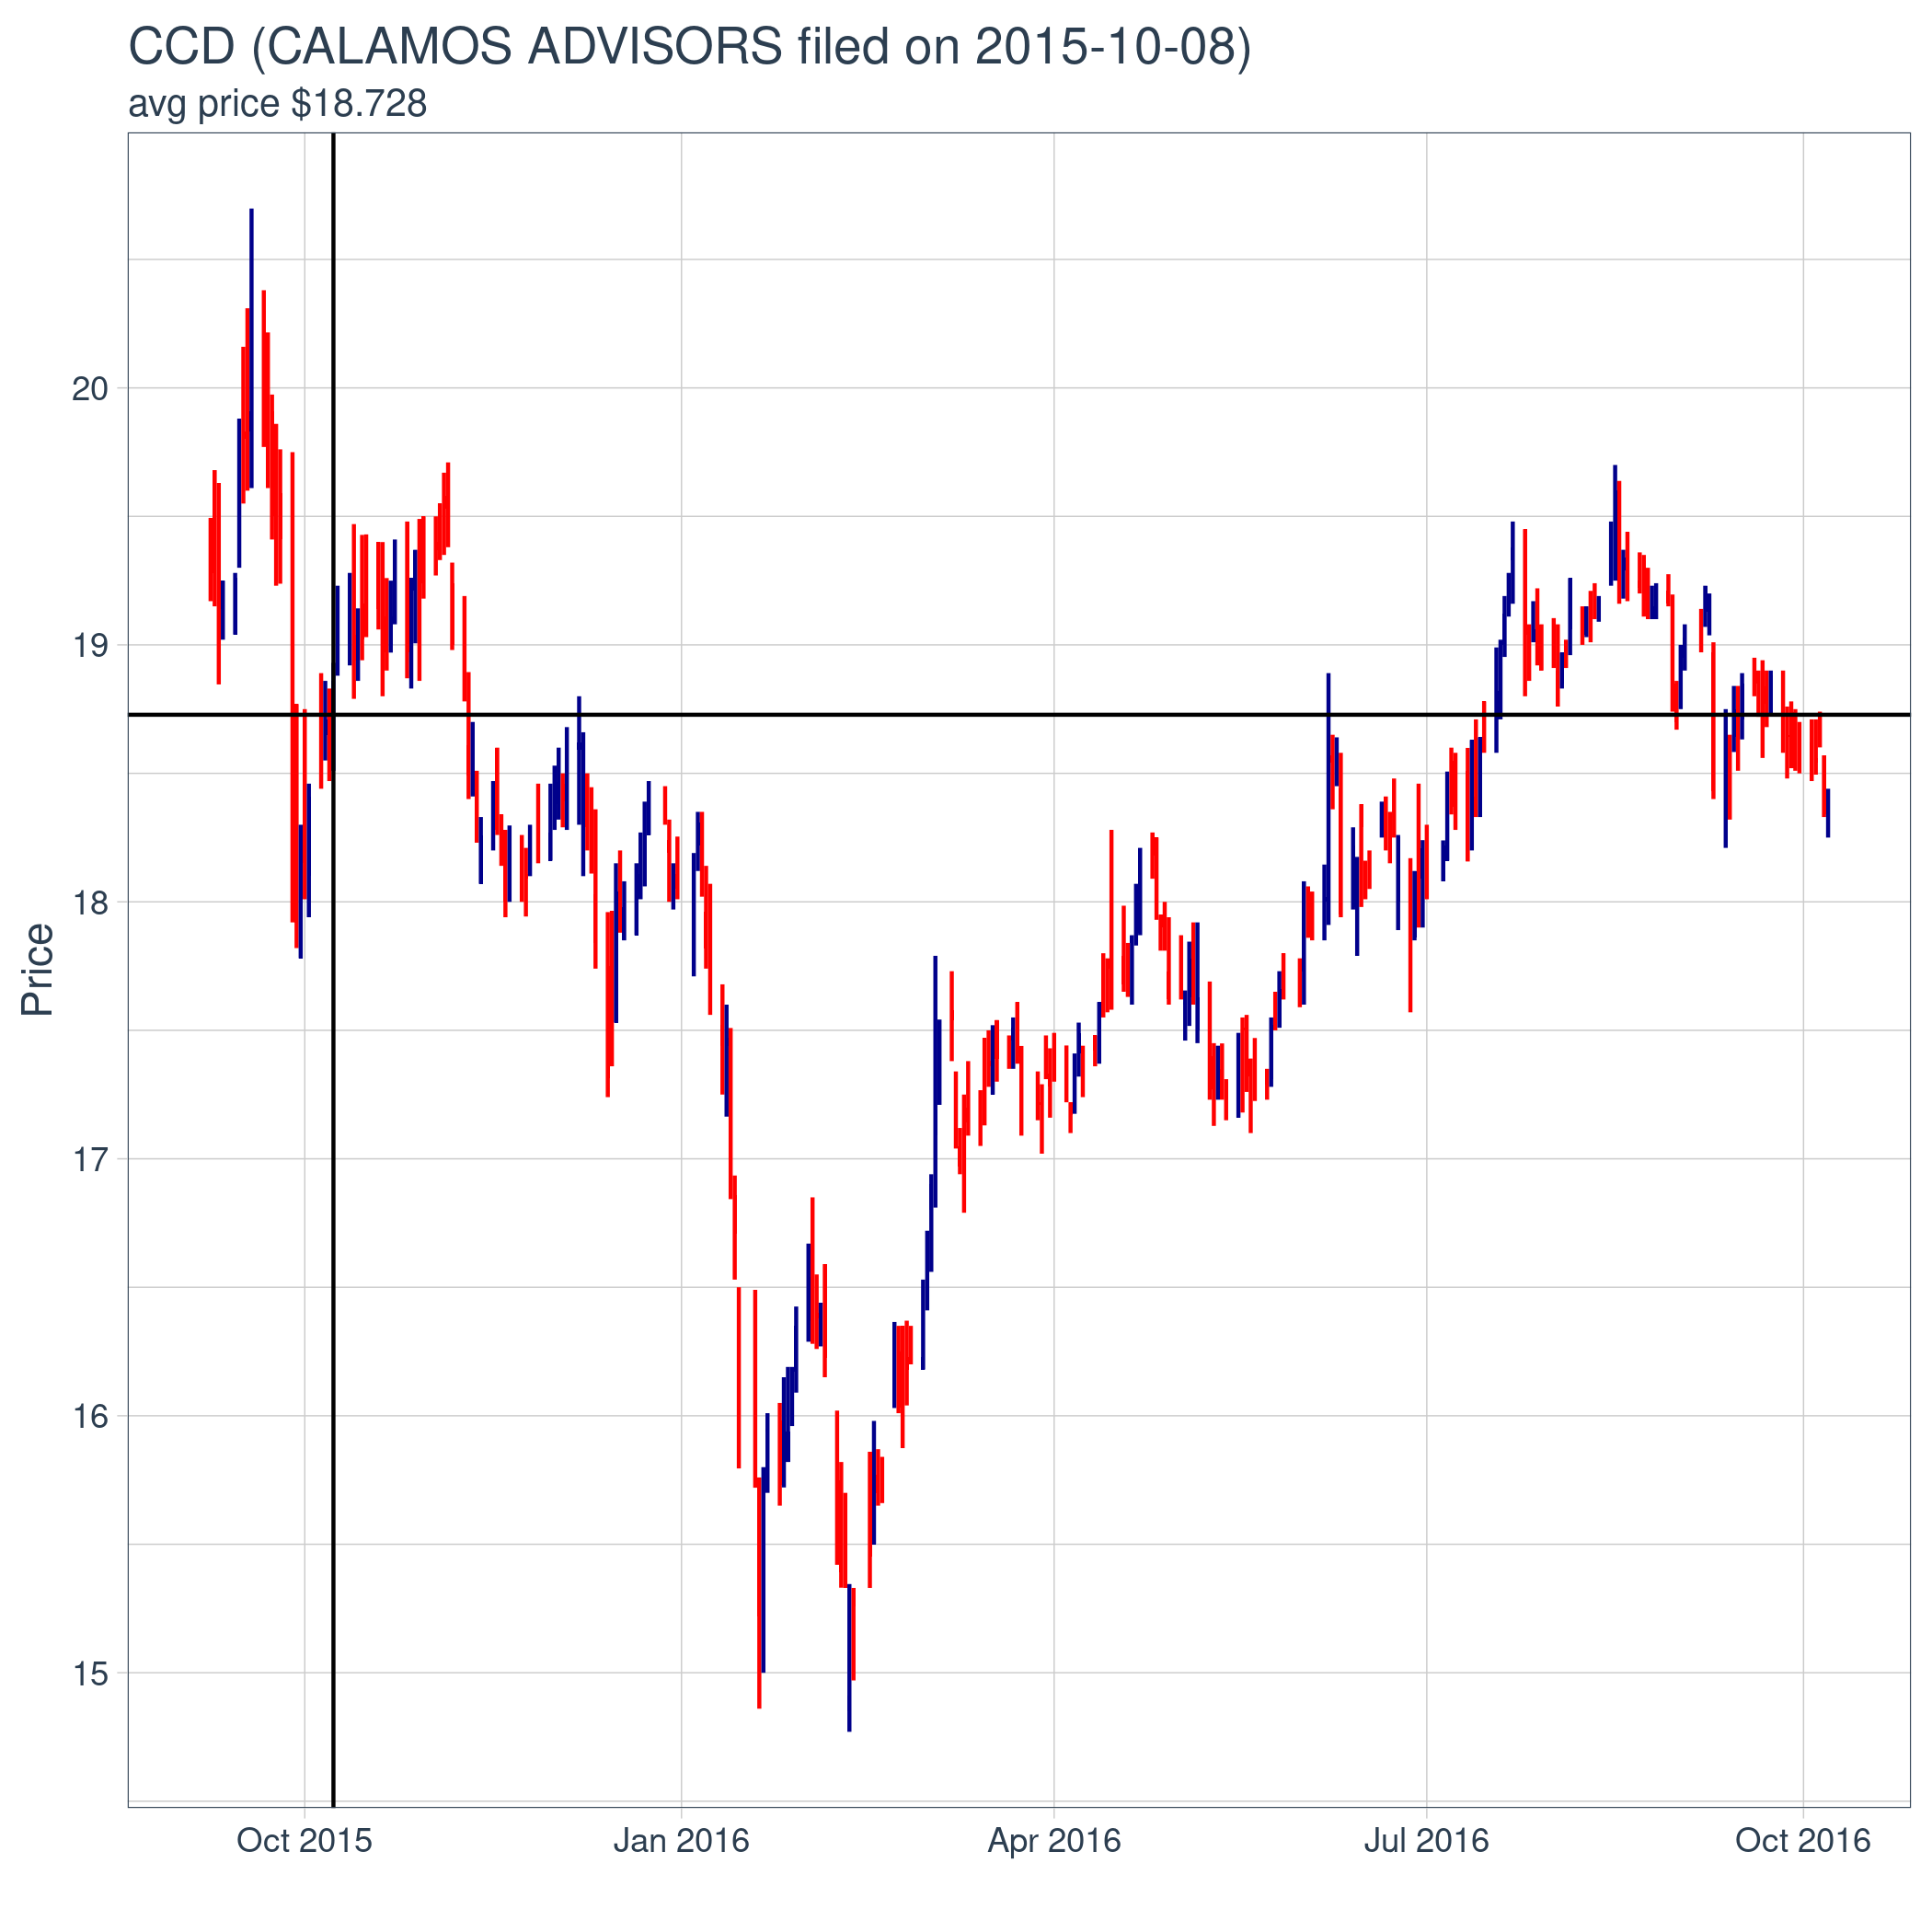 CCD (CALAMOS ADVISORS filed on 2015-10-08)
avg price $18.728
20
19
18
17
16
15
Price
Oct 2015
Jan 2016
Apr 2016
Jul 2016
Oct 2016